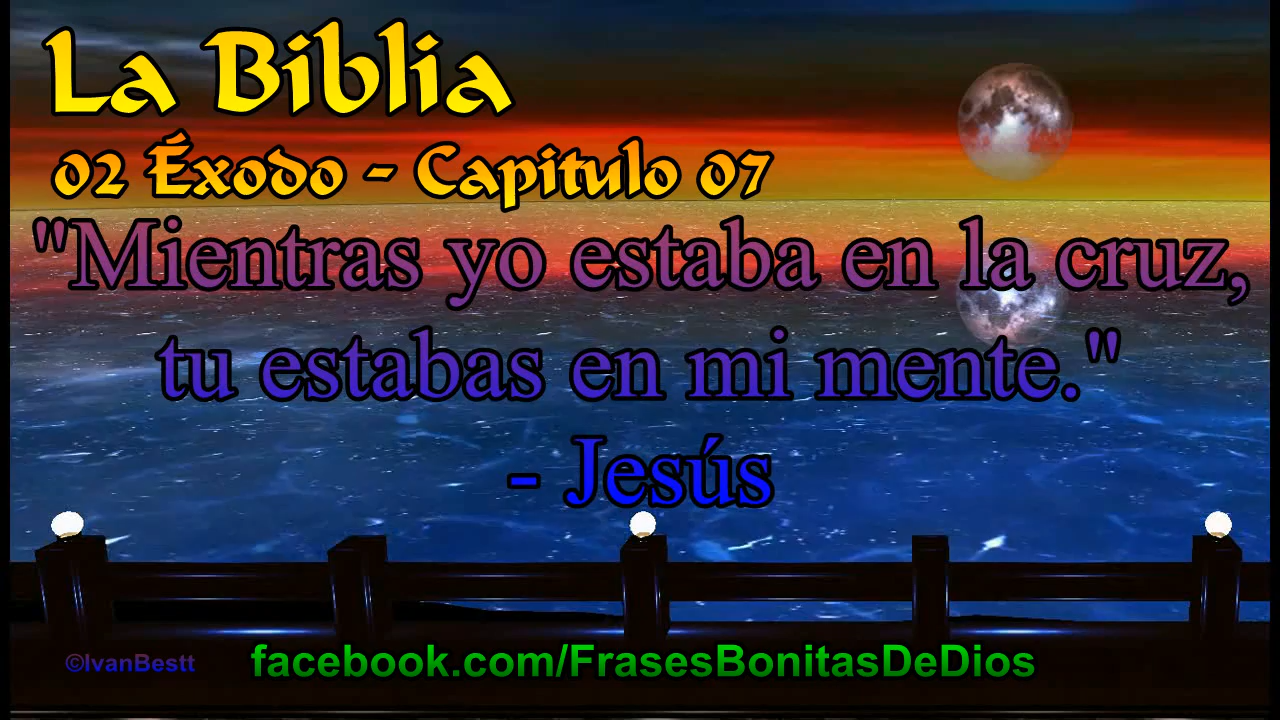 La Biblia
02 Éxodo - Capitulo 07
"Mientras yo estaba en la cruz,
tu estabas en mi mente."
- Jesús
©IvanBestt
facebook.com/FrasesBonitasDeDios